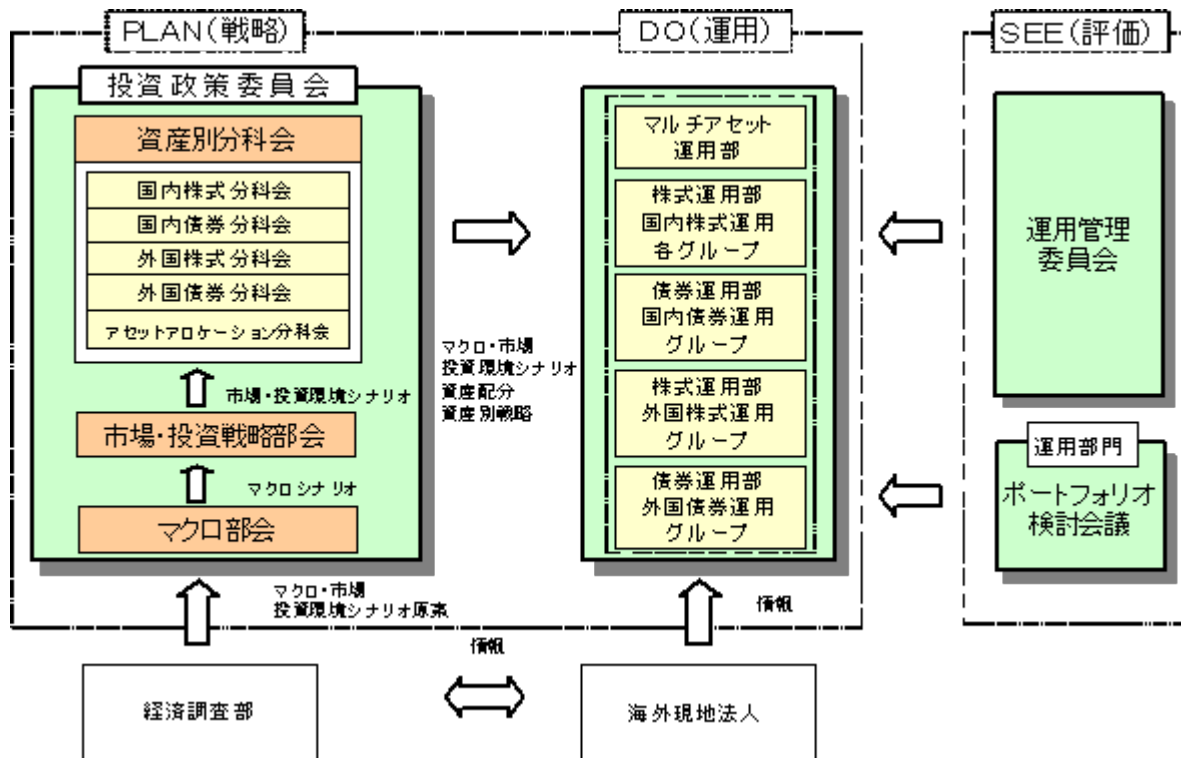 PLAN(戦略)
投資政策委員会
資産別分科会
国内株式分科会
国内債券分科会
外国株式分科会
外国債券分科会
アセットアロケーション分科会
市場・投資環境シナリオ
市場・投資戦略部会
マクロシナリオ
マクロ部会
マクロ・市場
投資環境シナリオ原案
経済調査部
マクロ・市場
投資環境シナリオ
資産配分
資産別戦略
情報
DO(運用)
マルチアセット
運用部
株式運用部
国内株式運用
各グループ
債券運用部
国内債券運用
グループ
株式運用部
外国株式運用
グループ
債券運用部
外国債券運用
グループ
情報
海外現地法人
SEE(評価)
運用管理
委員会
運用部門
ポートフォリオ
検討会議